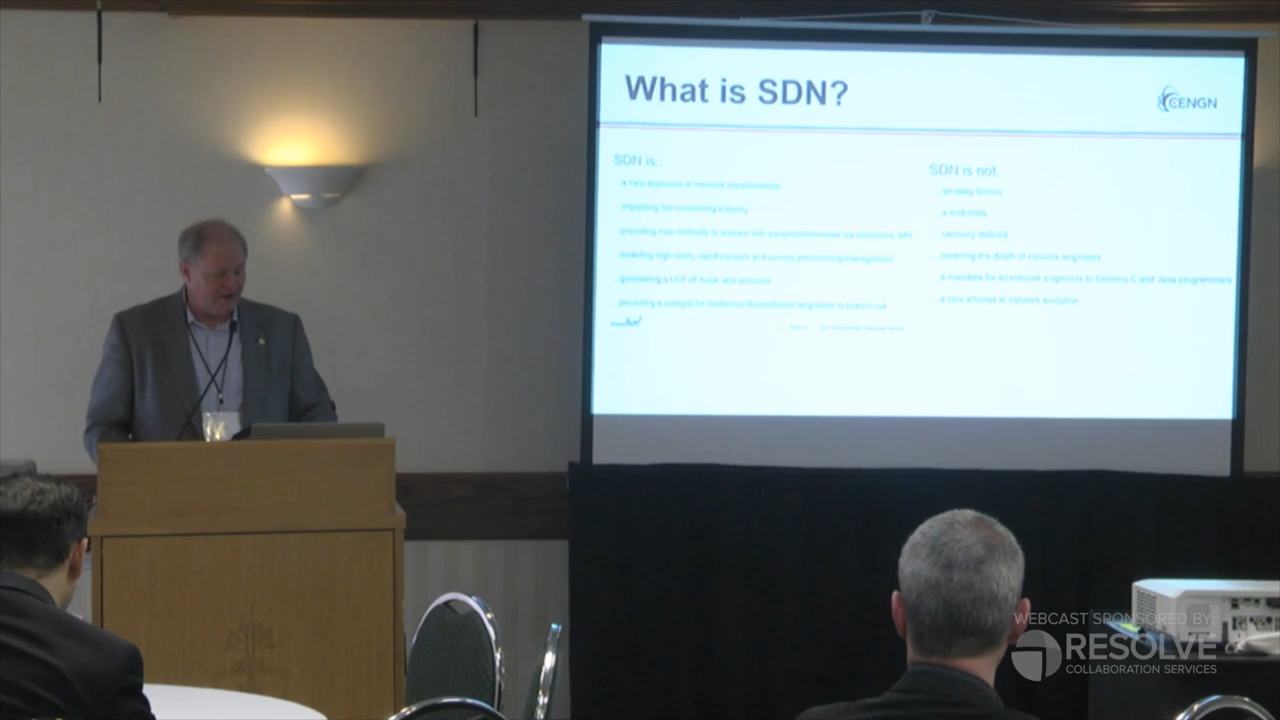 What is SDN?
CENGN
SDN is..
...a new approach at network transformation
...impacting the networking industry
...providing new methods to interact with equipment/services via controllers, API
...enabling high-scale, rapid network and service provisioning/management
...generating a LOT of buzz and attention
...providing a catalyst for traditional
SDN is not..
...an easy button
...a end-state
...narrowly defined
...meaning the death of network engineers
...a mandate for all network engineers to become C and Java programmers
...a new attempt at network evolution
WEBCAST SPONSORED BY:
RESOLVE
COLLABORATION SERVICES